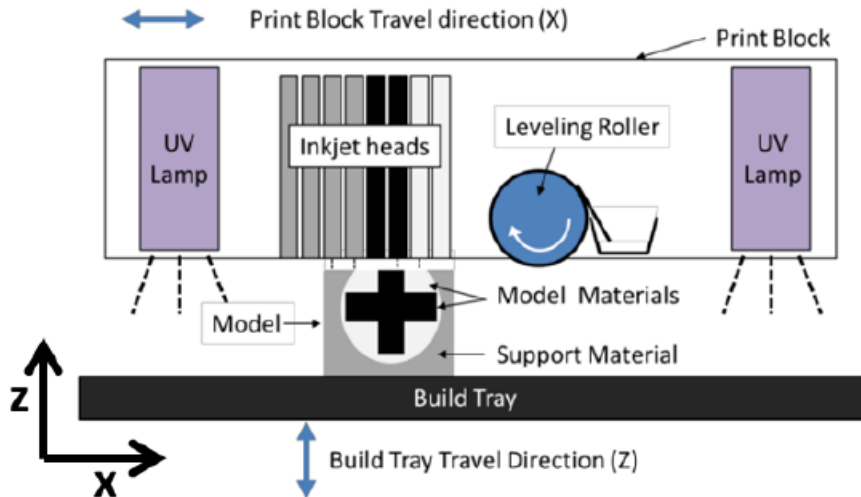 Print Block Travel direction (X)
Print Block
UV
Lamp
Inkjet heads
Leveling Roller
UV
Lamp
Model Materials
Model
Support Material
Z
Build Tray
X
Build Tray Travel Direction (Z)